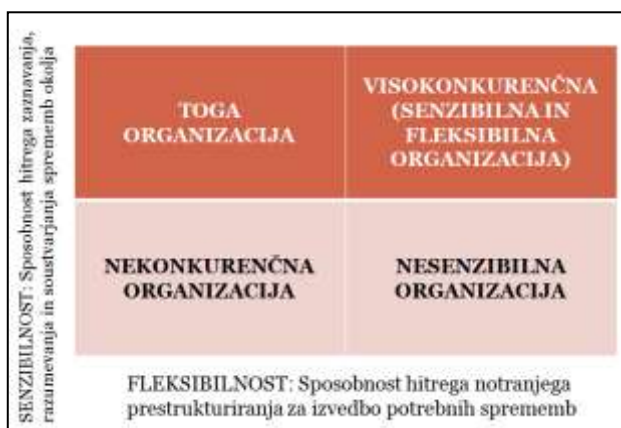 SENZIBILNOST: Sposobnost hitrega zaznavanja,
razumevanja in soustvarjanja sprememb okolja
TOGA
ORGANIZACIJA
VISOKONKURENČNA
(SENZIBILNA IN
FLEKSIBILNA
ORGANIZACIJA)
NEKONKURENČNA
ORGANIZACIJA
NESENZIBILNA
ORGANIZACIJA
FLEKSIBILNOST: Sposobnost hitrega notranjega
prestrukturiranja za izvedbo potrebnih sprememb